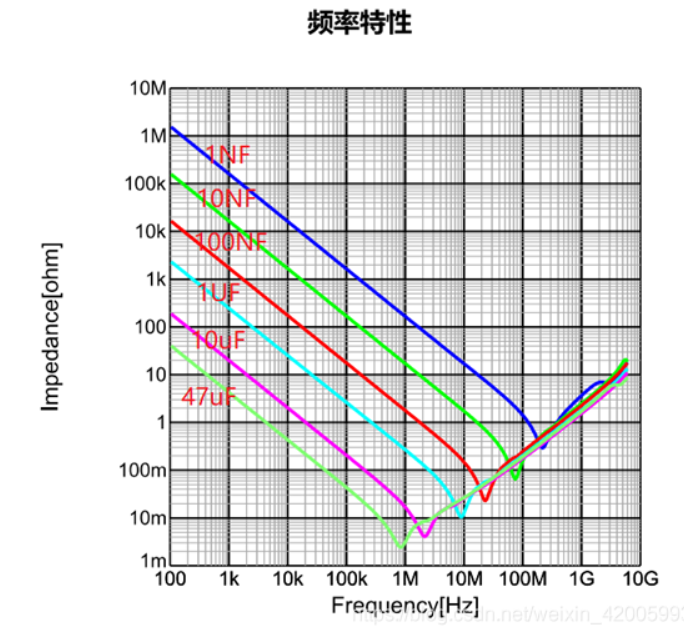 频率特性
10M
1M
100k
10k
1k
100
10
1
100m
10m
1m
1NF
10NF
100NF
1UF
10uF
47uF
Impedance[ohm]
100 1k 10k 100k 1M 10M 100M 1G 10G
Frequency[Hz]
https://blog.csdn.net/weixin_4200599